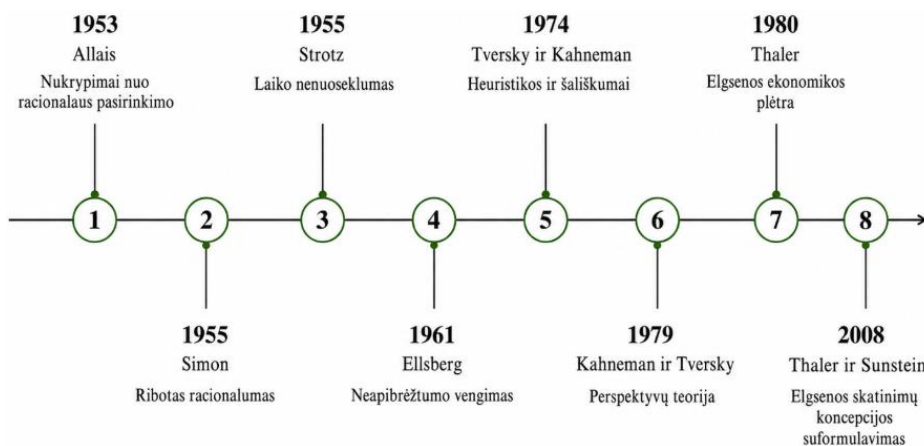 1953
Allais
Nukrypimai nuo
racionalaus pasirinkimo
1955
Strotz
Laiko nenuoseklumas
1974
Tversky ir Kahneman
Heuristikos ir šališkumai
1980
Thaler
Elgsenos ekonomikos
plėtra
1
2
3
4
5
6
7
8
1955
Simon
Ribotas racionalumas
1961
Ellsberg
Neapibrėžtumo vengimas
1979
Kahneman ir Tversky
Perspektyvų teorija
2008
Thaler ir Sunstein
Elgsenos skatinimų
koncepcijos
suformulavimas